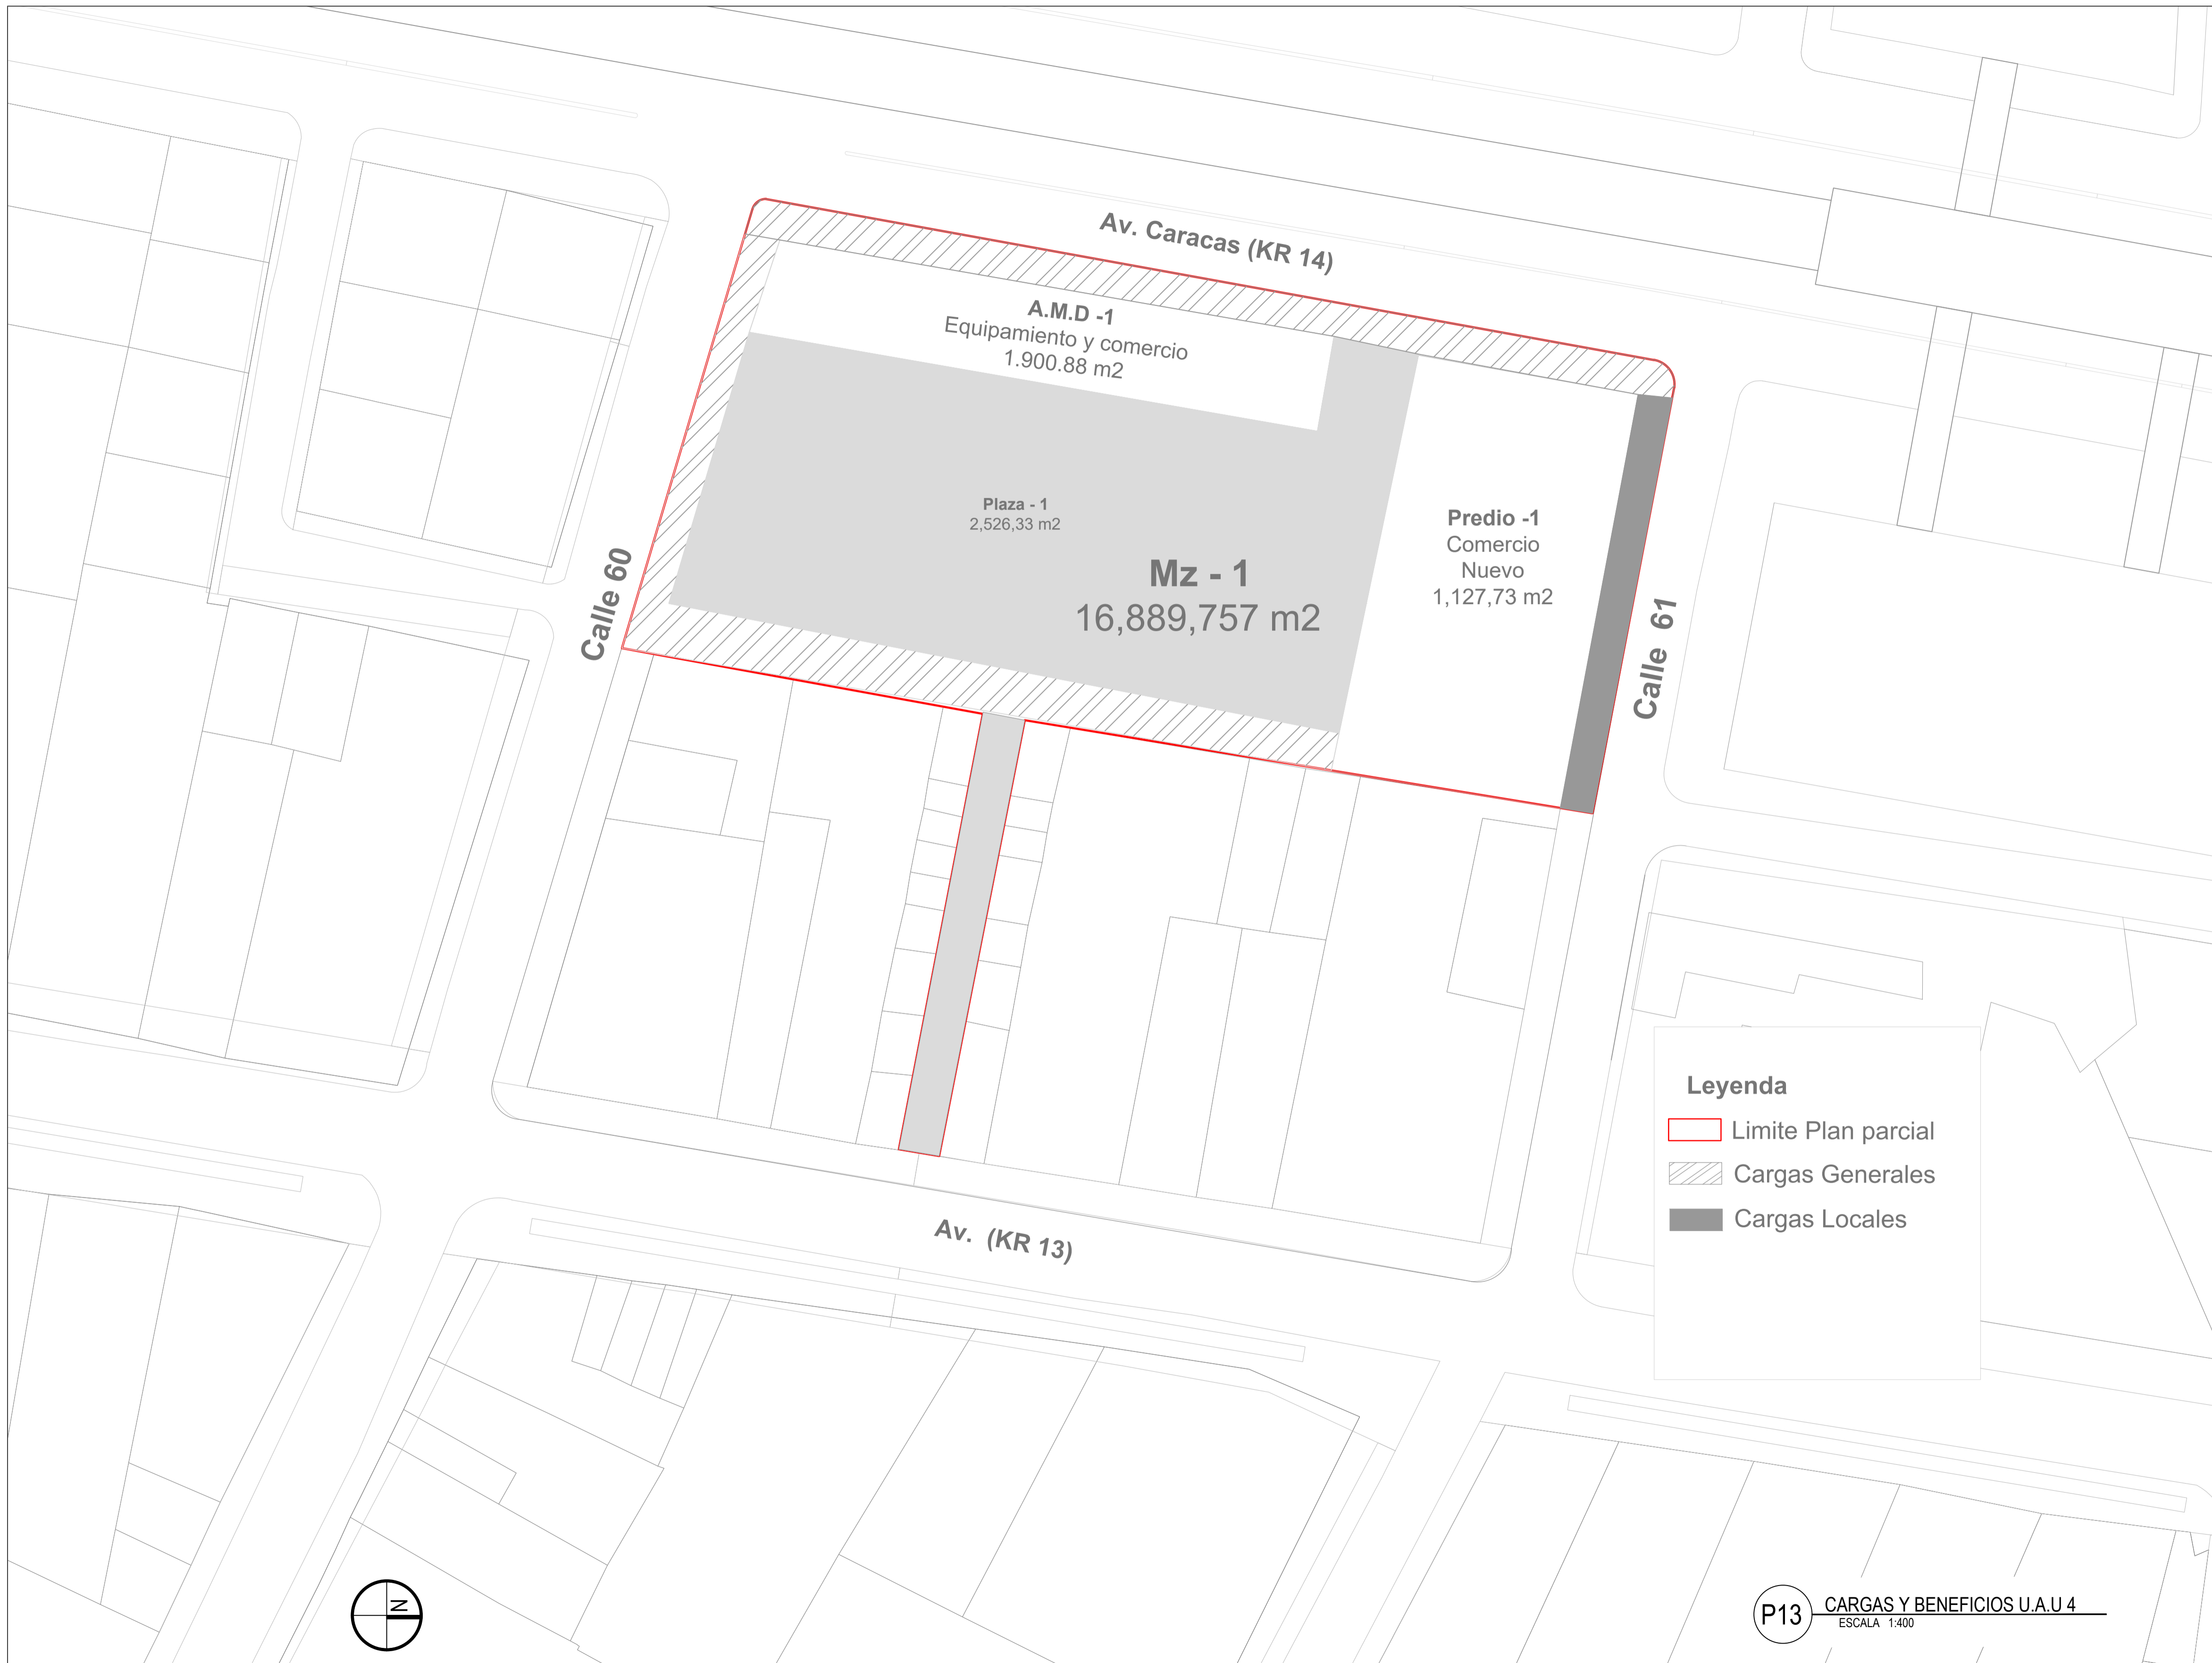 Av. Caracas (KR 14)
A.M.D -1
Equipamiento y comercio
1.900.88 m2
Plaza - 1
2,526,33 m2
Mz - 1
16,889,757 m2
Predio -1
Comercio
Nuevo
1,127,73 m2
Calle 60
Calle 61
Av. (KR 13)
Leyenda
Limite Plan parcial
Cargas Generales
Cargas Locales
N
P13
CARGAS Y BENEFICIOS U.A.U 4
ESCALA 1:400